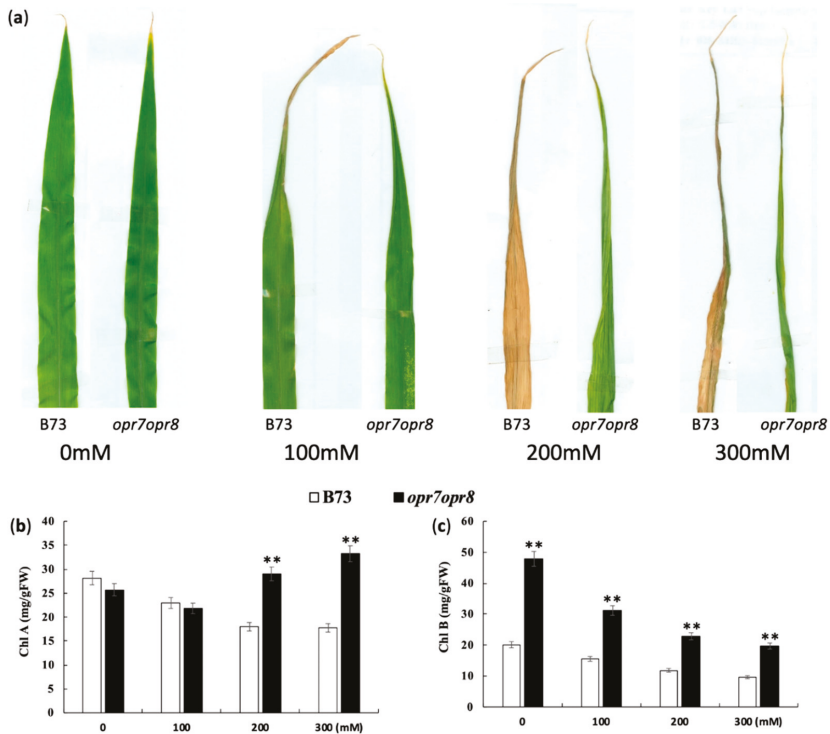 (a)
B73 opr7opr8 B73 opr7opr8 B73 opr7opr8 B73 opr7opr8
0mM 100mM 200mM 300mM
B73 opr7opr8
(b)
Chl A (mg/gFW)
40
35
30
25
20
15
10
5
0
** **
0 100 200 300 (mM)
(c)
Chl B (mg/gFW)
60
50
40
30
20
10
0
** ** ** **
0 100 200 300 (mM)